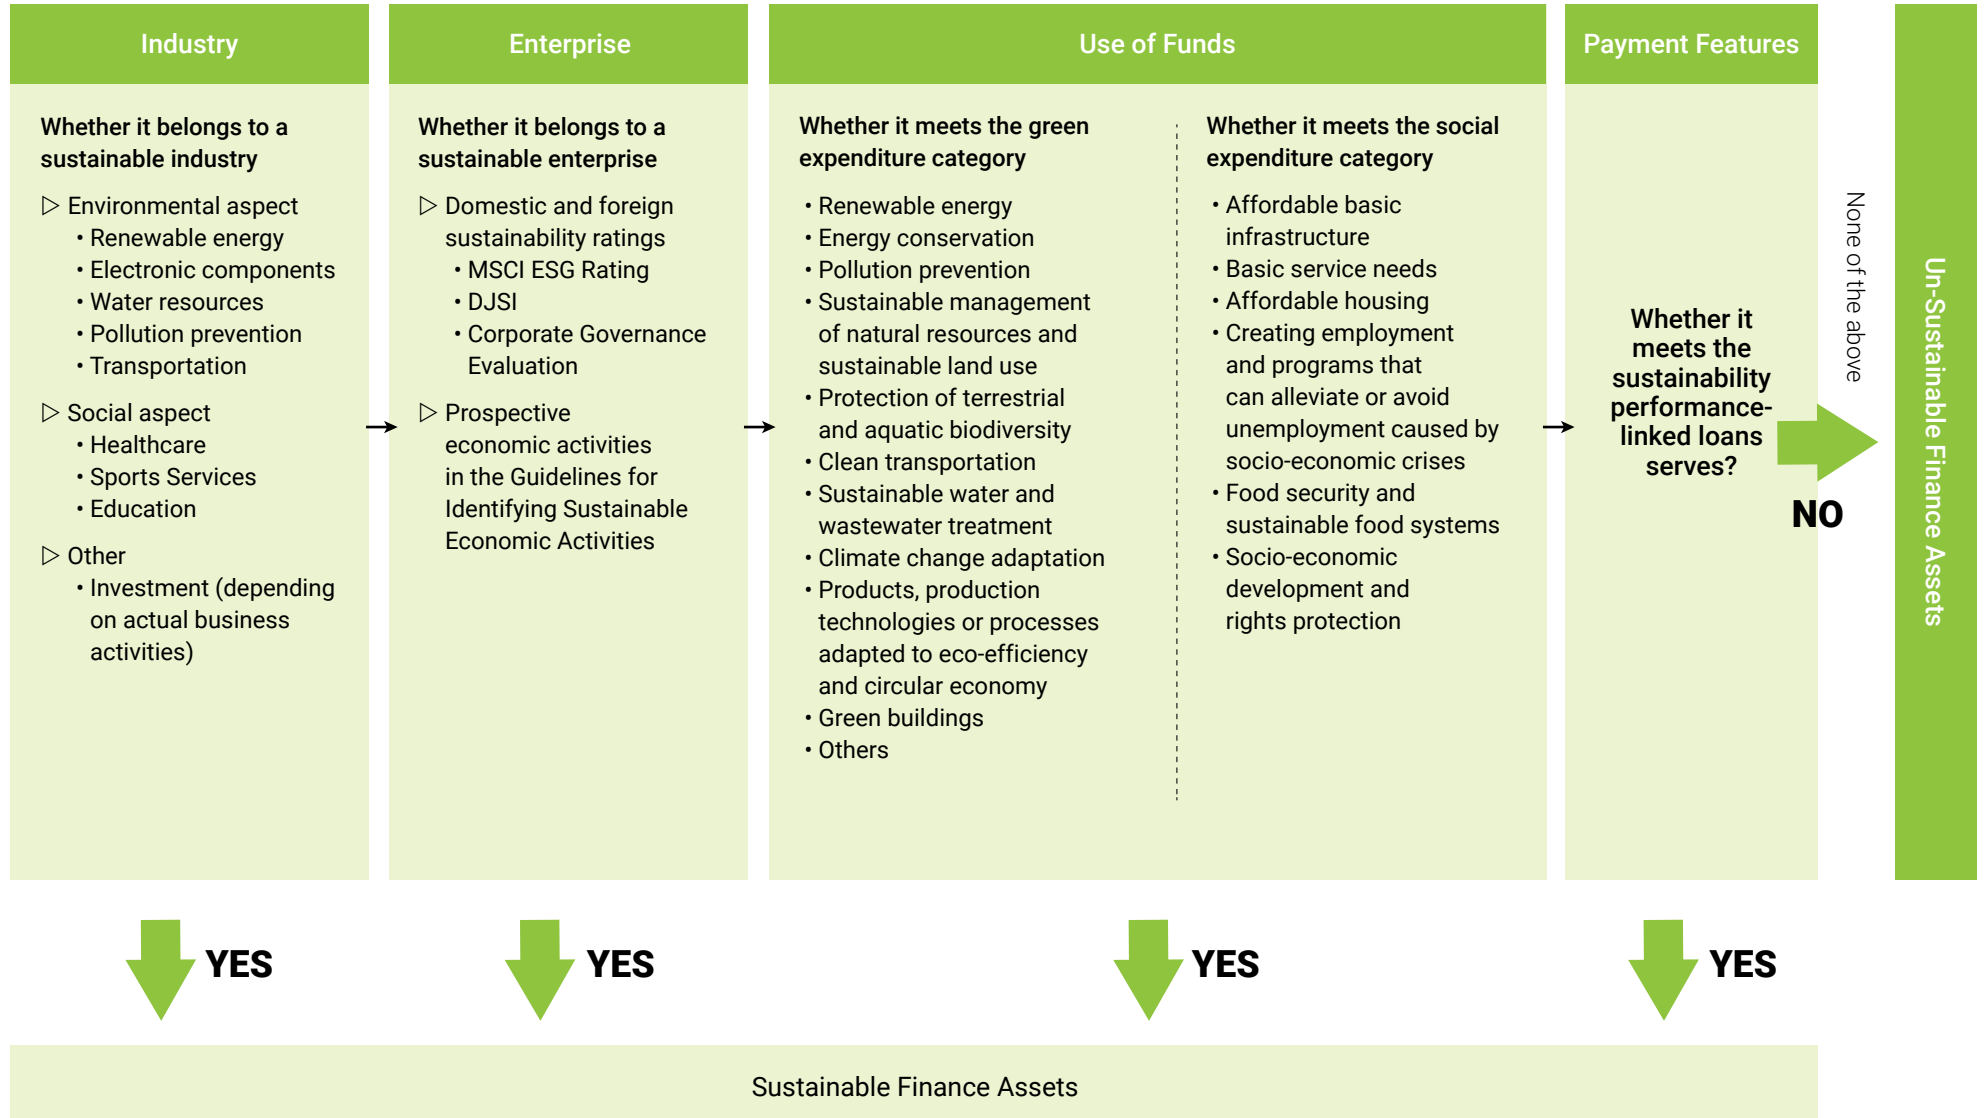 Industry
Whether it belongs to a
sustainable industry
▷ Environmental aspect
• Renewable energy
• Electronic components
• Water resources
• Pollution prevention
• Transportation
▷ Social aspect
• Healthcare
• Sports Services
• Education
▷ Other
• Investment (depending
on actual business
activities)
Enterprise
Whether it belongs to a
sustainable enterprise
▷ Domestic and foreign
sustainability ratings
• MSCI ESG Rating
• DJSI
• Corporate Governance
Evaluation
▷ Prospective
economic activities
in the Guidelines for
Identifying Sustainable
Economic Activities
Use of Funds
Whether it meets the green
expenditure category
• Renewable energy
• Energy conservation
• Pollution prevention
• Sustainable management
of natural resources and
sustainable land use
• Protection of terrestrial
and aquatic biodiversity
• Clean transportation
• Sustainable water and
wastewater treatment
• Climate change adaptation
• Products, production
technologies or processes
adapted to eco-efficiency
and circular economy
• Green buildings
• Others
Whether it meets the social
expenditure category
• Affordable basic
infrastructure
• Basic service needs
• Affordable housing
• Creating employment
and programs that
can alleviate or avoid
unemployment caused by
socio-economic crises
• Food security and
sustainable food systems
• Socio-economic
development and
rights protection
Payment Features
Whether it
meets the
sustainability
performance-
linked loans
serves?
None of the above
NO
Un-Sustainable Finance Assets
YES
YES
YES
YES
Sustainable Finance Assets